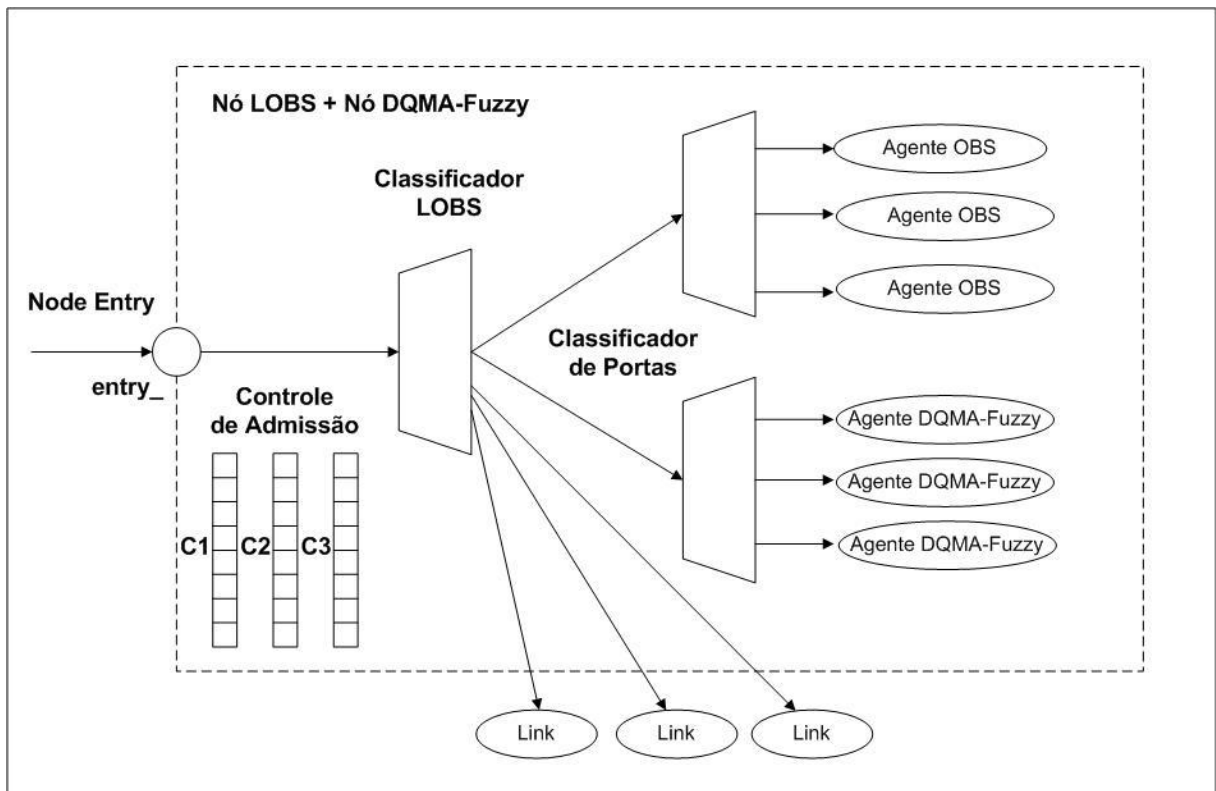 Nó LOBS + Nó DQMA-Fuzzy
Classificador
LOBS
Agente OBS
Agente OBS
Agente OBS
Node Entry
entry_
Classificador
de Portas
Controle
de Admissão
C1
C2
C3
Agente DQMA-Fuzzy
Agente DQMA-Fuzzy
Agente DQMA-Fuzzy
Link
Link
Link